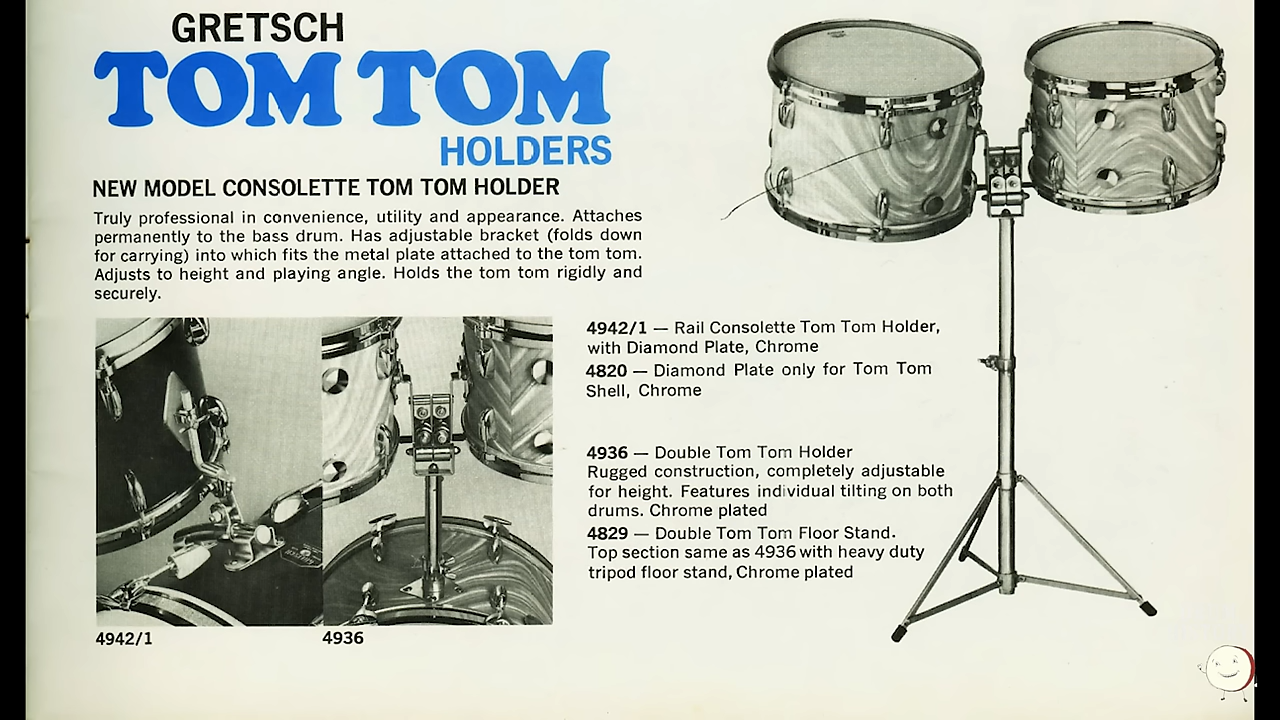 GRETSCH
TOM TOM
HOLDERS
NEW MODEL CONSOLETTE TOM TOM HOLDER
Truly professional in convenience, utility and appearance. Attaches
permanently to the bass drum. Has adjustable bracket (folds down
for carrying) into which fits the metal plate attached to the tom tom.
Adjusts to height and playing angle. Holds the tom tom rigidly and
securely.
4942/1 — Rail Consolette Tom Tom Holder,
with Diamond Plate, Chrome
4820 — Diamond Plate only for Tom Tom
Shell, Chrome
4936 — Double Tom Tom Holder
Rugged construction, completely adjustable
for height. Features individual tilting on both
drums. Chrome plated
4829 — Double Tom Tom Floor Stand.
Top section same as 4936 with heavy duty
tripod floor stand, Chrome plated
4942/1
4936